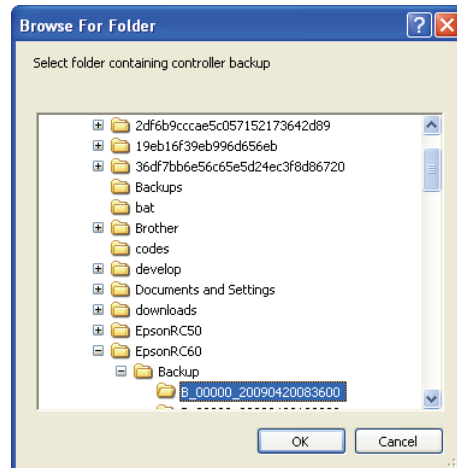 Browse For Folder
Select folder containing controller backup
2df6b9cccae5c057152173642d89
19eb16f39eb996d656eb
36df7bb6e56c65e5d24ec3f8d86720
Backups
bat
Brother
codes
develop
Documents and Settings
downloads
EpsonRC50
EpsonRC60
Backup
B_00000_20090420083600
OK Cancel